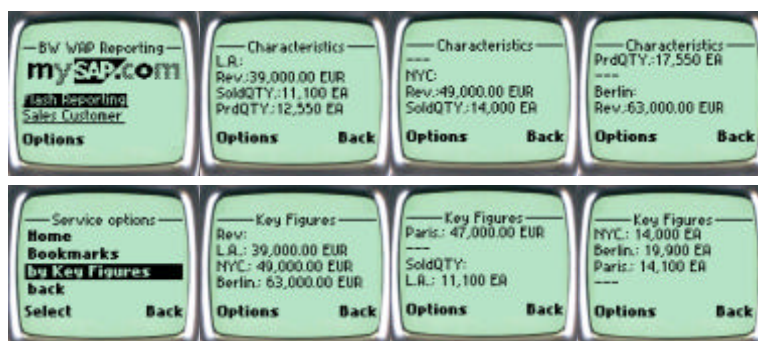 BW WAP Reporting
mySAP.com
Flash Reporting
Sales Customer
Options
Characteristics
L.A.:
Rev.:39,000.00 EUR
SoldQTY.:11,100 EA
PrdQTY.:12,550 EA
Options Back
Characteristics
---
NYC:
Rev.:49,000.00 EUR
SoldQTY.:14,000 EA
Options Back
Characteristics
PrdQTY.:17,550 EA
---
Berlin:
Rev.:63,000.00 EUR
Options Back
Service options
Home
Bookmarks
by Key Figures
back
Select Back
Key Figures
Rev:
L.A.: 39,000.00 EUR
NYC: 49,000.00 EUR
Berlin.: 63,000.00 EUR
Options Back
Key Figures
Paris.: 47,000.00 EUR
---
SoldQTY:
L.A.: 11,100 EA
Options Back
Key Figures
NYC.: 14,000 EA
Berlin.: 19,900 EA
Paris.: 14,100 EA
---
Options Back